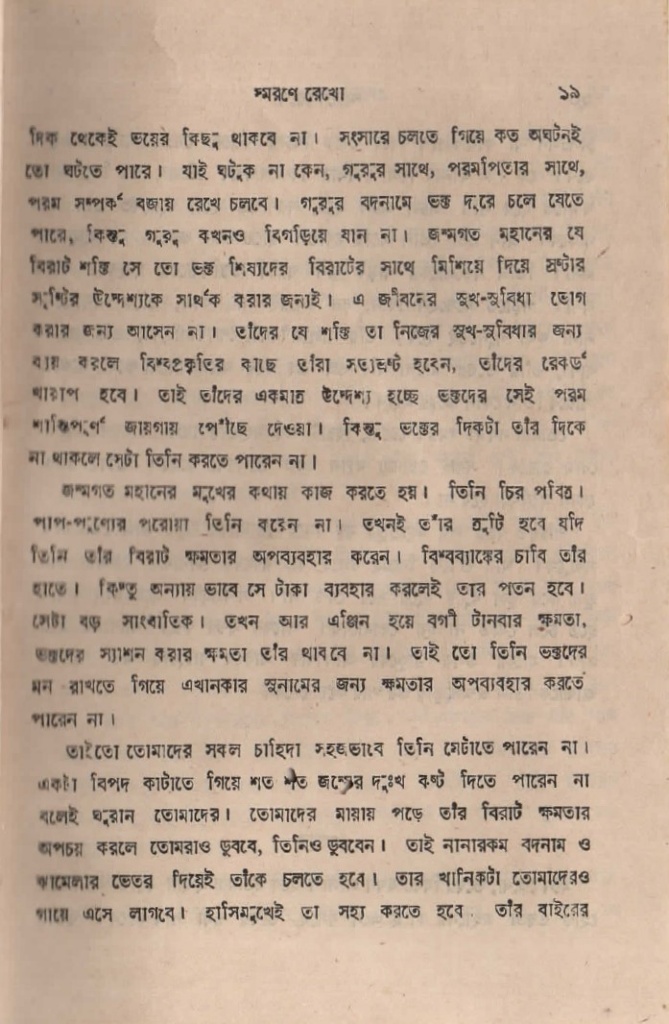 স্মরণে রেখো ১৯
দিক থেকেই ভয়ের কিছু থাকবে না। সংসারে চলতে গিয়ে কত অঘটনই
তো ঘটতে পারে। যাই ঘটুক না কেন, গুরুর সাথে, পরমপিতার সাথে,
পরম সম্পর্ক বজায় রেখে চলবে। গুরুর বদনামে ভক্ত দূরে চলে যেতে
পারে, কিন্তু গুরু কখনও বিগড়িয়ে যান না। জন্মগত মহানের যে
বিরাট শক্তি সে তো ভক্ত শিষ্যদের বিরাটের সাথে মিশিয়ে দিয়ে স্রষ্টার
সৃষ্টির উদ্দেশ্যকে সার্থক করার জন্যই। এ জীবনের সুখ-সুবিধা ভোগ
করার জন্য আসেন না। তাঁদের যে শক্তি তা নিজের সুখ-সুবিধার জন্য
ব্যয় করলে বিশ্বপ্রকৃতির কাছে তাঁরা সত্যভ্রষ্ট হবেন, তাঁদের রেকর্ড
খারাপ হবে। তাই তাঁদের একমাত্র উদ্দেশ্য হচ্ছে ভক্তদের সেই পরম
শান্তিপূর্ণ জায়গায় পৌঁছে দেওয়া। কিন্তু ভক্তের দিকটা তাঁর দিকে
না থাকলে সেটা তিনি করতে পারেন না।
জন্মগত মহানের মুখের কথায় কাজ করতে হয়। তিনি চির পবিত্র।
পাপ-পুণ্যের পরোয়া তিনি করেন না। তখনই তাঁর ত্রুটি হবে যদি
তিনি তাঁর বিরাট ক্ষমতার অপব্যবহার করেন। বিশ্বব্যাঙ্কের চাবি তাঁর
হাতে। কিন্তু অন্যায় ভাবে সে টাকা ব্যবহার করলেই তার পতন হবে।
সেটা বড় সাংঘাতিক। তখন আর এঞ্জিন হয়ে বগী টানবার ক্ষমতা,
ভক্তদের স্যাশন করার ক্ষমতা তাঁর থাকবে না। তাই তো তিনি ভক্তদের
মন রাখতে গিয়ে এখানকার সুনামের জন্য ক্ষমতার অপব্যবহার করতে
পারেন না।
তাইতো তোমাদের সকল চাহিদা সহজভাবে তিনি মেটাতে পারেন না।
একটা বিপদ কাটাতে গিয়ে শত শত জন্মের দুঃখ কষ্ট দিতে পারেন না
বলেই ঘুরান তোমাদের। তোমাদের মায়ায় পড়ে তাঁর বিরাট ক্ষমতার
অপচয় করলে তোমরাও ডুববে, তিনিও ডুববেন। তাই নানারকম বদনাম ও
ঝামেলার ভেতর দিয়েই তাঁকে চলতে হবে। তার খানিকটা তোমাদেরও
গায়ে এসে লাগবে। হাসিমুখেই তা সহ্য করতে হবে তাঁর বাইরের